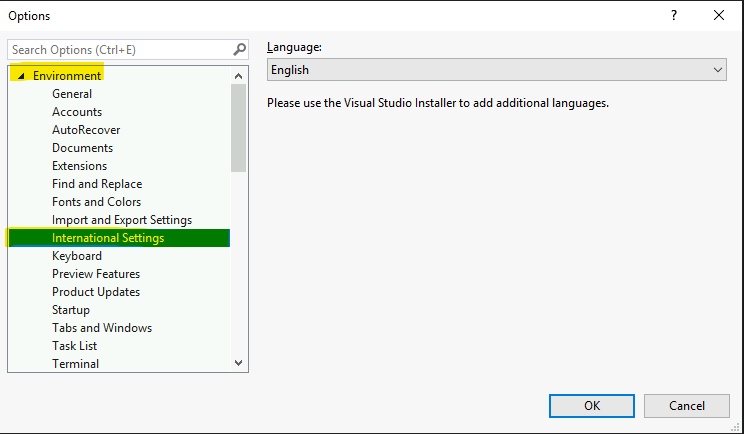 Options
?
Search Options (Ctrl+E)
Environment
General
Accounts
AutoRecover
Documents
Extensions
Find and Replace
Fonts and Colors
Import and Export Settings
International Settings
Keyboard
Preview Features
Product Updates
Startup
Tabs and Windows
Task List
Terminal
Language:
English
Please use the Visual Studio Installer to add additional languages.
OK
Cancel